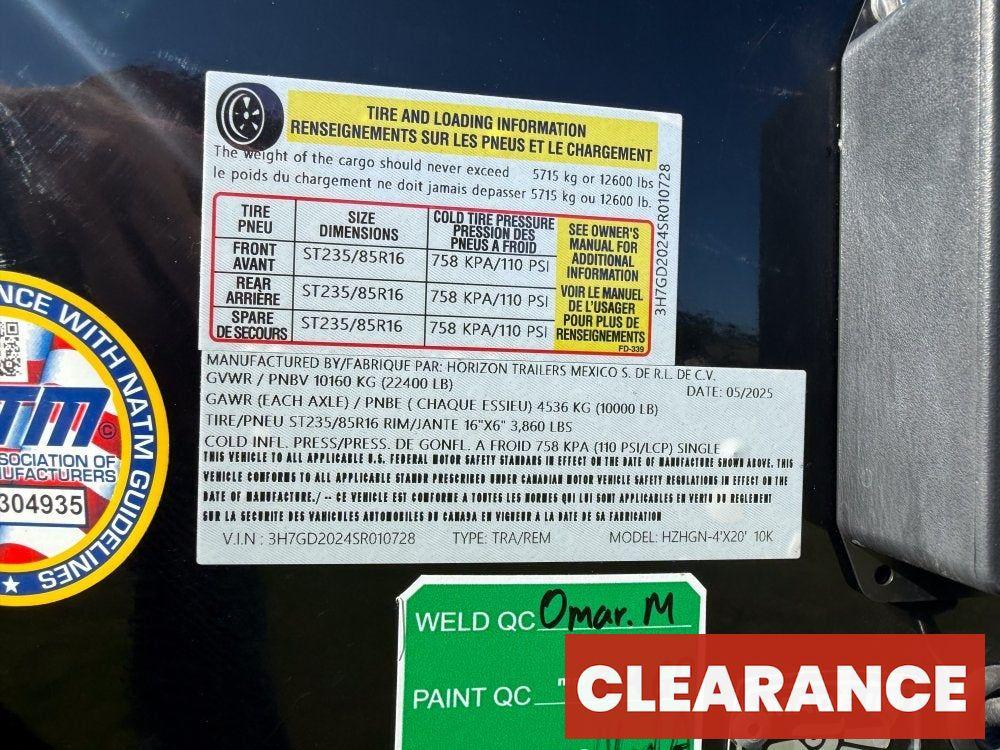 TIRE AND LOADING INFORMATION
RENSEIGNEMENTS SUR LES PNEUS ET LE CHARGEMENT
The weight of the cargo should never exceed 5715 kg or 12600 lbs
le poids du chargement ne doit jamais depasser 5715 kg ou 12600 lb.
TIRE PNEU
SIZE DIMENSIONS
COLD TIRE PRESSURE PRESSION DES PNEUS A FROID
FRONT AVANT
ST235/85R16
758 KPA/110 PSI
REAR ARRIÈRE
ST235/85R16
758 KPA/110 PSI
SPARE DE SECOURS
ST235/85R16
758 KPA/110 PSI
SEE OWNER'S
MANUAL FOR
ADDITIONAL
INFORMATION
VOIR LE MANUEL
DE L'USAGER
POUR PLUS DE
RENSEIGNEMENTS
FD-339
3H7GD2024SR010728
MANUFACTURED BY/FABRIQUE PAR: HORIZON TRAILERS MEXICO S. DE R.L. DE C.V.
GVWR / PNBV 10160 KG (22400 LB) DATE: 05/2025
GAWR (EACH AXLE) / PNBE ( CHAQUE ESSIEU) 4536 KG (10000 LB)
TIRE/PNEU ST235/85R16 RIM/JANTE 16"X6" 3,860 LBS
COLD INFL. PRESS/PRESS. DE GONFL. A FROID 758 KPA (110 PSI/LCP) SINGLE
THIS VEHICLE TO ALL APPLICABLE U.S. FEDERAL MOTOR SAFETY STANDARS IN EFFECT ON THE DATE OF MANUFACTURE SHOWN ABOVE. THIS
VEHICLE CONFORMS TO ALL APPLICABLE STANDR PRESCRIBED UNDER CANADIAN MOTOR VEHICLE SAFETY REGULATIONS IN EFFECT ON THE
DATE OF MANUFACTURE./ -- CE VEHICLE EST CONFORME A TOUTES LES NORMES QUI LUI SONT APPLICABLES EN VERTU DU REGLEMENT
SUR LA SECURITE DES VANICULES AUTOMOBILES DU CANADA EN VIGUEUR A LA DATE DE SA FABRICATION
V.I.N : 3H7GD2024SR010728 TYPE: TRA/REM MODEL: HZHGN-4'X20' 10K
NCE WITH NATM GUIDELINES
TM
SOCIATION OF
UFACTURERS
304935
WELD QC Omar. M
PAINT QC
CLEARANCE